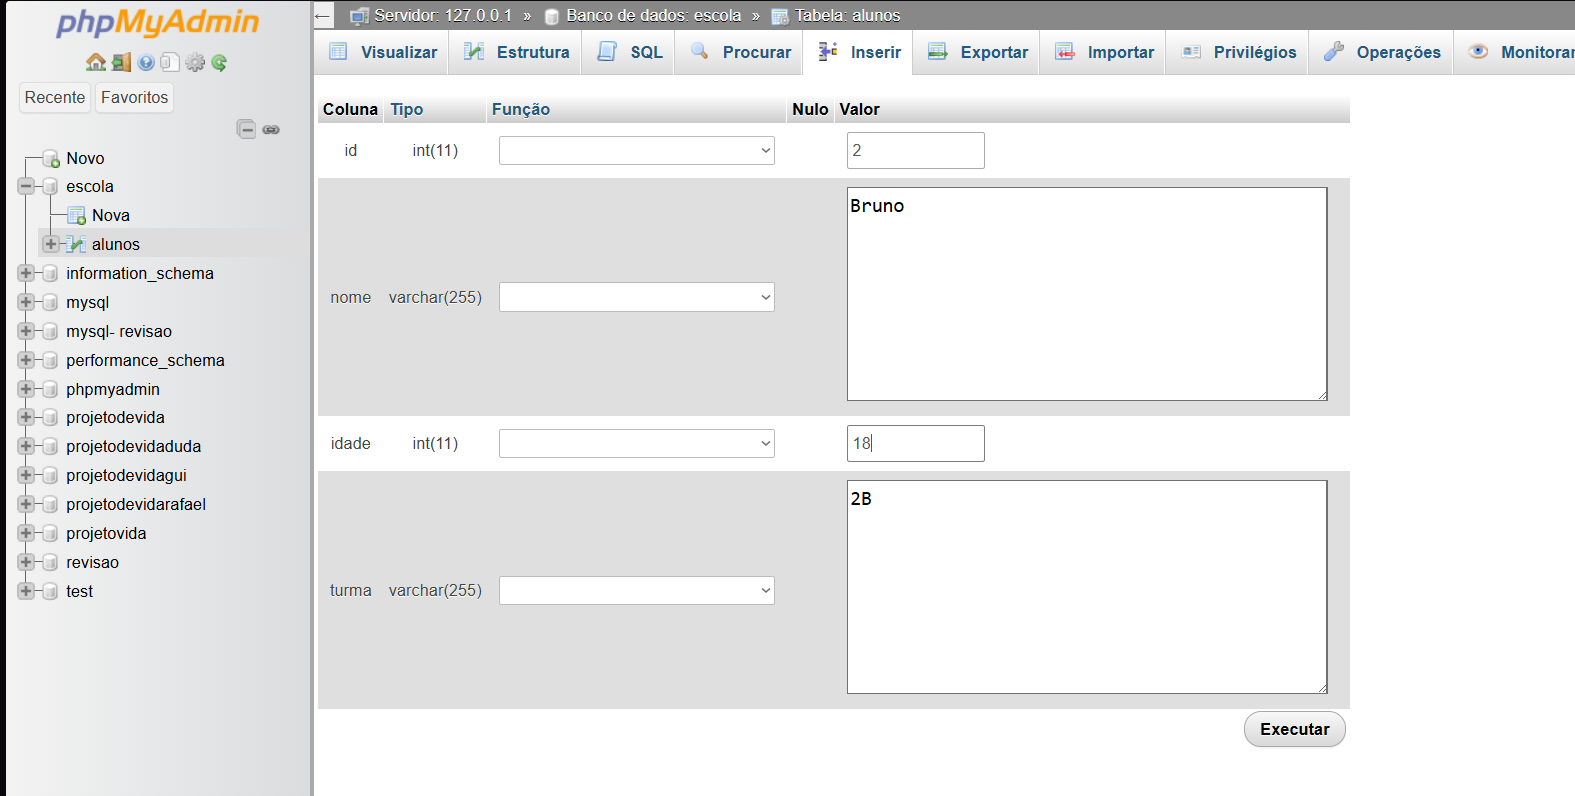 phpMyAdmin
Recente Favoritos
Novo
escola
Nova
alunos
information_schema
mysql
mysql- revisao
performance_schema
phpmyadmin
projetodevida
projetodevidaduda
projetodevidagui
projetodevidarafael
projetovida
revisao
test
← Servidor: 127.0.0.1 » Banco de dados: escola » Tabela: alunos
Visualizar Estrutura SQL Procurar Inserir Exportar Importar Privilégios Operações Monitorar
Coluna Tipo Função Nulo Valor
id int(11) 2
nome varchar(255) Bruno
idade int(11) 18
turma varchar(255) 2B
Executar